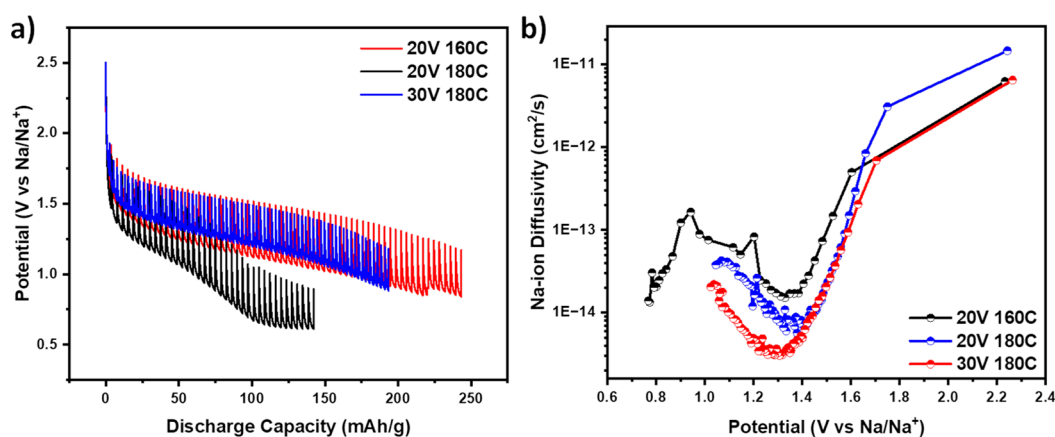 a)
20V 160C
20V 180C
30V 180C
Potential (V vs Na/Na⁺)
2.5
2.0
1.5
1.0
0.5
0 50 100 150 200 250
Discharge Capacity (mAh/g)
b)
Na-ion Diffusivity (cm²/s)
1E-11
1E-12
1E-13
1E-14
20V 160C
20V 180C
30V 180C
0.6 0.8 1.0 1.2 1.4 1.6 1.8 2.0 2.2 2.4
Potential (V vs Na/Na⁺)